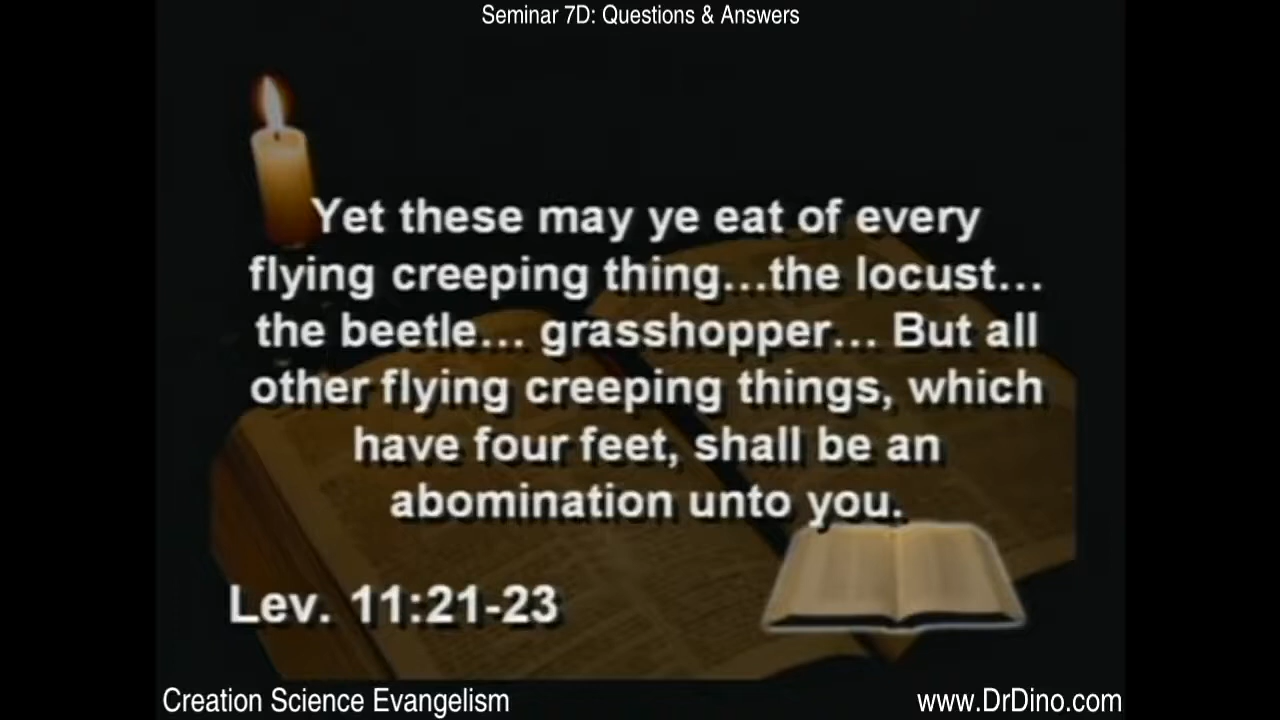 Seminar 7D: Questions & Answers
Yet these may ye eat of every
flying creeping thing...the locust...
the beetle... grasshopper... But all
other flying creeping things, which
have four feet, shall be an
abomination unto you.
Lev. 11:21-23
Creation Science Evangelism
www.DrDino.com